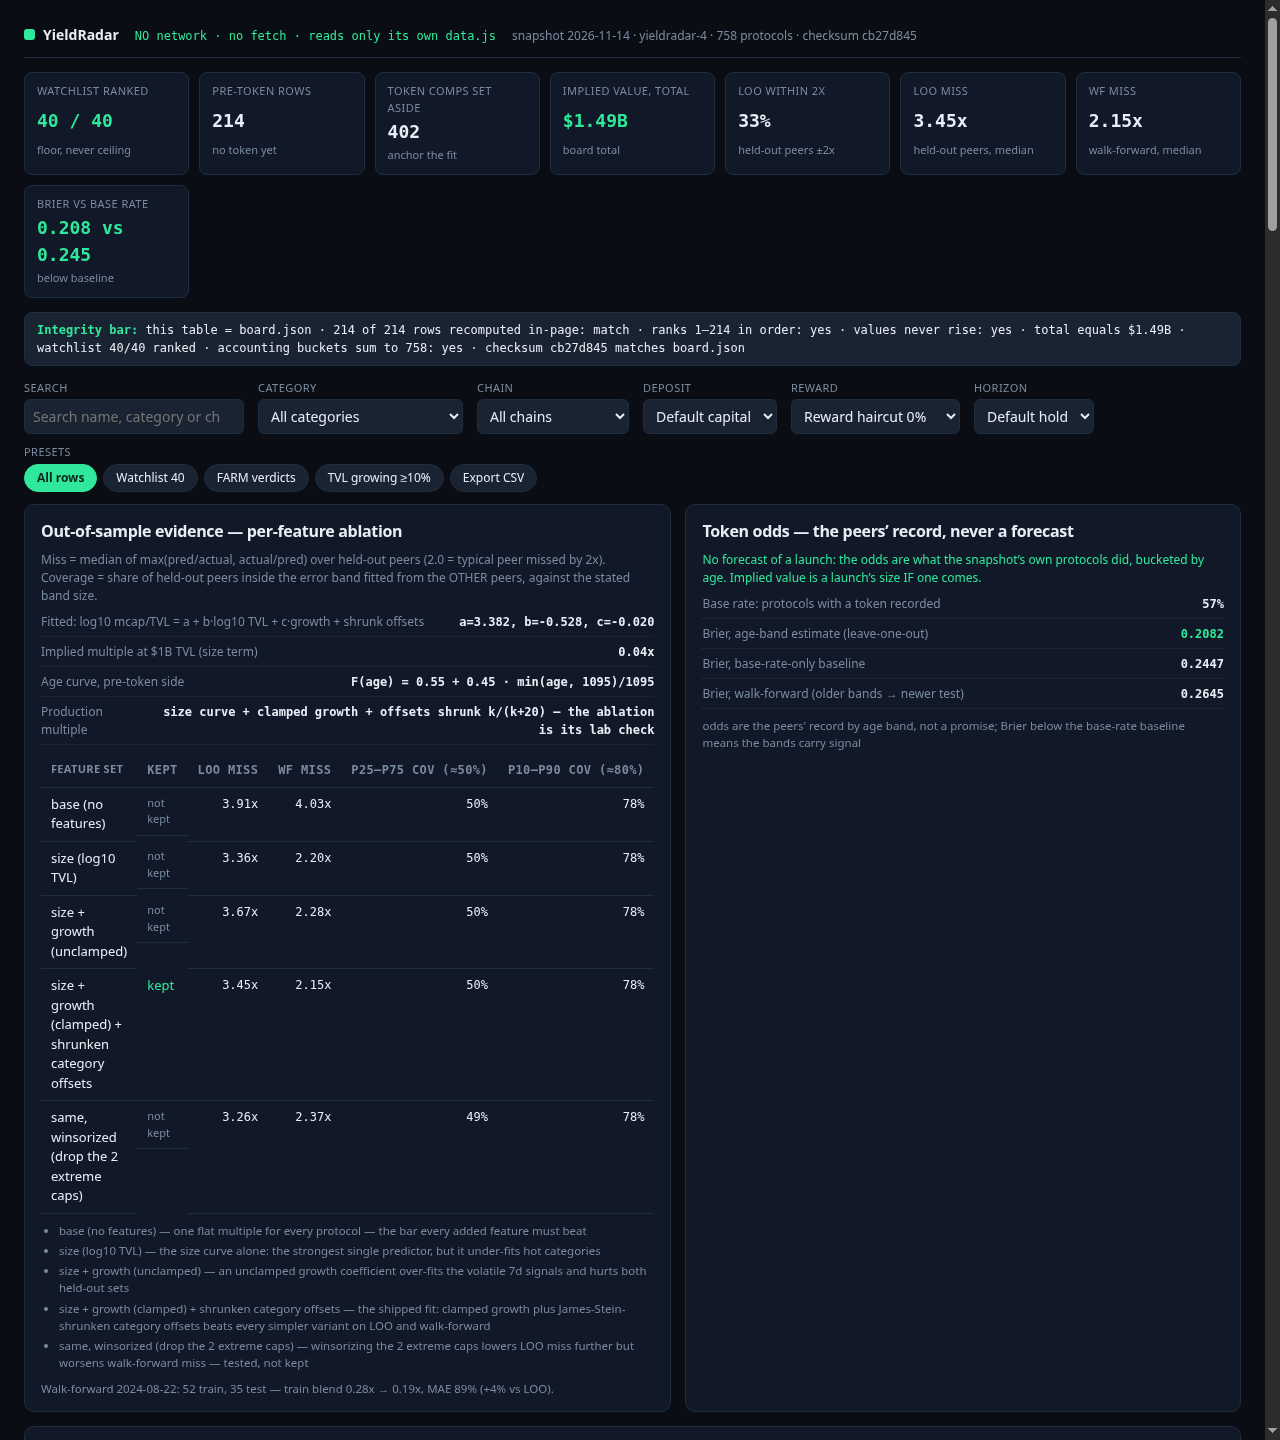 YieldRadar NO network · no fetch · reads only its own data.js snapshot 2026-11-14 · yieldradar-4 · 758 protocols · checksum cb27d845
WATCHLIST RANKED
40 / 40
floor, never ceiling
PRE-TOKEN ROWS
214
no token yet
TOKEN COMPS SET
ASIDE
402
anchor the fit
IMPLIED VALUE, TOTAL
$1.49B
board total
LOO WITHIN 2X
33%
held-out peers ±2x
LOO MISS
3.45x
held-out peers, median
WF MISS
2.15x
walk-forward, median
BRIER VS BASE RATE
0.208 vs
0.245
below baseline
Integrity bar: this table = board.json · 214 of 214 rows recomputed in-page: match · ranks 1–214 in order: yes · values never rise: yes · total equals $1.49B ·
watchlist 40/40 ranked · accounting buckets sum to 758: yes · checksum cb27d845 matches board.json
SEARCH
Search name, category or ch
CATEGORY
All categories
CHAIN
All chains
DEPOSIT
Default capital
REWARD
Reward haircut 0%
HORIZON
Default hold
PRESETS
All rows Watchlist 40 FARM verdicts TVL growing ≥10% Export CSV
Out-of-sample evidence — per-feature ablation
Miss = median of max(pred/actual, actual/pred) over held-out peers (2.0 = typical peer missed by 2x).
Coverage = share of held-out peers inside the error band fitted from the OTHER peers, against the stated
band size.
Fitted: log10 mcap/TVL = a + b·log10 TVL + c·growth + shrunk offsets a=3.382, b=-0.528, c=-0.020
Implied multiple at $1B TVL (size term) 0.04x
Age curve, pre-token side F(age) = 0.55 + 0.45 · min(age, 1095)/1095
Production
multiple
size curve + clamped growth + offsets shrunk k/(k+20) — the ablation
is its lab check
FEATURE SET KEPT LOO MISS WF MISS P25–P75 COV (≈50%) P10–P90 COV (≈80%)
base (no
features)
not
kept
3.91x 4.03x 50% 78%
size (log10
TVL)
not
kept
3.36x 2.20x 50% 78%
size +
growth
(unclamped)
not
kept
3.67x 2.28x 50% 78%
size +
growth
(clamped) +
shrunken
category
offsets
kept
3.45x 2.15x 50% 78%
same,
winsorized
(drop the 2
extreme
caps)
not
kept
3.26x 2.37x 49% 78%
• base (no features) — one flat multiple for every protocol — the bar every added feature must beat
• size (log10 TVL) — the size curve alone: the strongest single predictor, but it under-fits hot categories
• size + growth (unclamped) — an unclamped growth coefficient over-fits the volatile 7d signals and hurts both
held-out sets
• size + growth (clamped) + shrunken category offsets — the shipped fit: clamped growth plus James-Stein-
shrunken category offsets beats every simpler variant on LOO and walk-forward
• same, winsorized (drop the 2 extreme caps) — winsorizing the 2 extreme caps lowers LOO miss further but
worsens walk-forward miss — tested, not kept
Walk-forward 2024-08-22: 52 train, 35 test — train blend 0.28x → 0.19x, MAE 89% (+4% vs LOO).
Token odds — the peers’ record, never a forecast
No forecast of a launch: the odds are what the snapshot’s own protocols did, bucketed by
age. Implied value is a launch’s size IF one comes.
Base rate: protocols with a token recorded 57%
Brier, age-band estimate (leave-one-out) 0.2082
Brier, base-rate-only baseline 0.2447
Brier, walk-forward (older bands → newer test) 0.2645
odds are the peers’ record by age band, not a promise; Brier below the base-rate baseline
means the bands carry signal